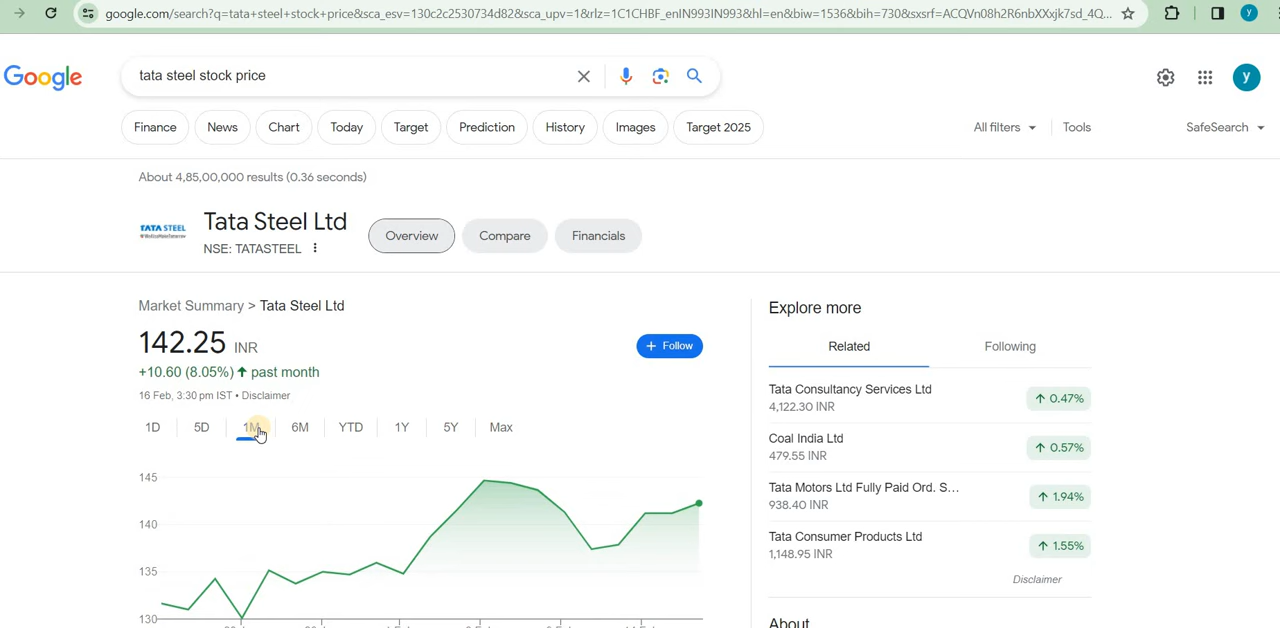 google.com/search?q=tata+steel+stock+price&sca_esv=130c2c2530734d82&sca_upv=1&rlz=1C1CHBF_enIN993IN993&hl=en&biw=1536&bih=730&sxsrf=ACQVn08h2R6nbXXxjk7sd_4Q...
y
Google
tata steel stock price
y
Finance
News
Chart
Today
Target
Prediction
History
Images
Target 2025
All filters
Tools
SafeSearch
About 4,85,00,000 results (0.36 seconds)
TATA STEEL
Tata Steel Ltd
NSE: TATASTEEL
Overview
Compare
Financials
Market Summary > Tata Steel Ltd
142.25 INR
+ Follow
+10.60 (8.05%) ↑ past month
16 Feb, 3:30 pm IST • Disclaimer
1D
5D
1M
6M
YTD
1Y
5Y
Max
145
140
135
130
Explore more
Related
Following
Tata Consultancy Services Ltd
4,122.30 INR
↑ 0.47%
Coal India Ltd
479.55 INR
↑ 0.57%
Tata Motors Ltd Fully Paid Ord. S...
938.40 INR
↑ 1.94%
Tata Consumer Products Ltd
1,148.95 INR
↑ 1.55%
Disclaimer
About